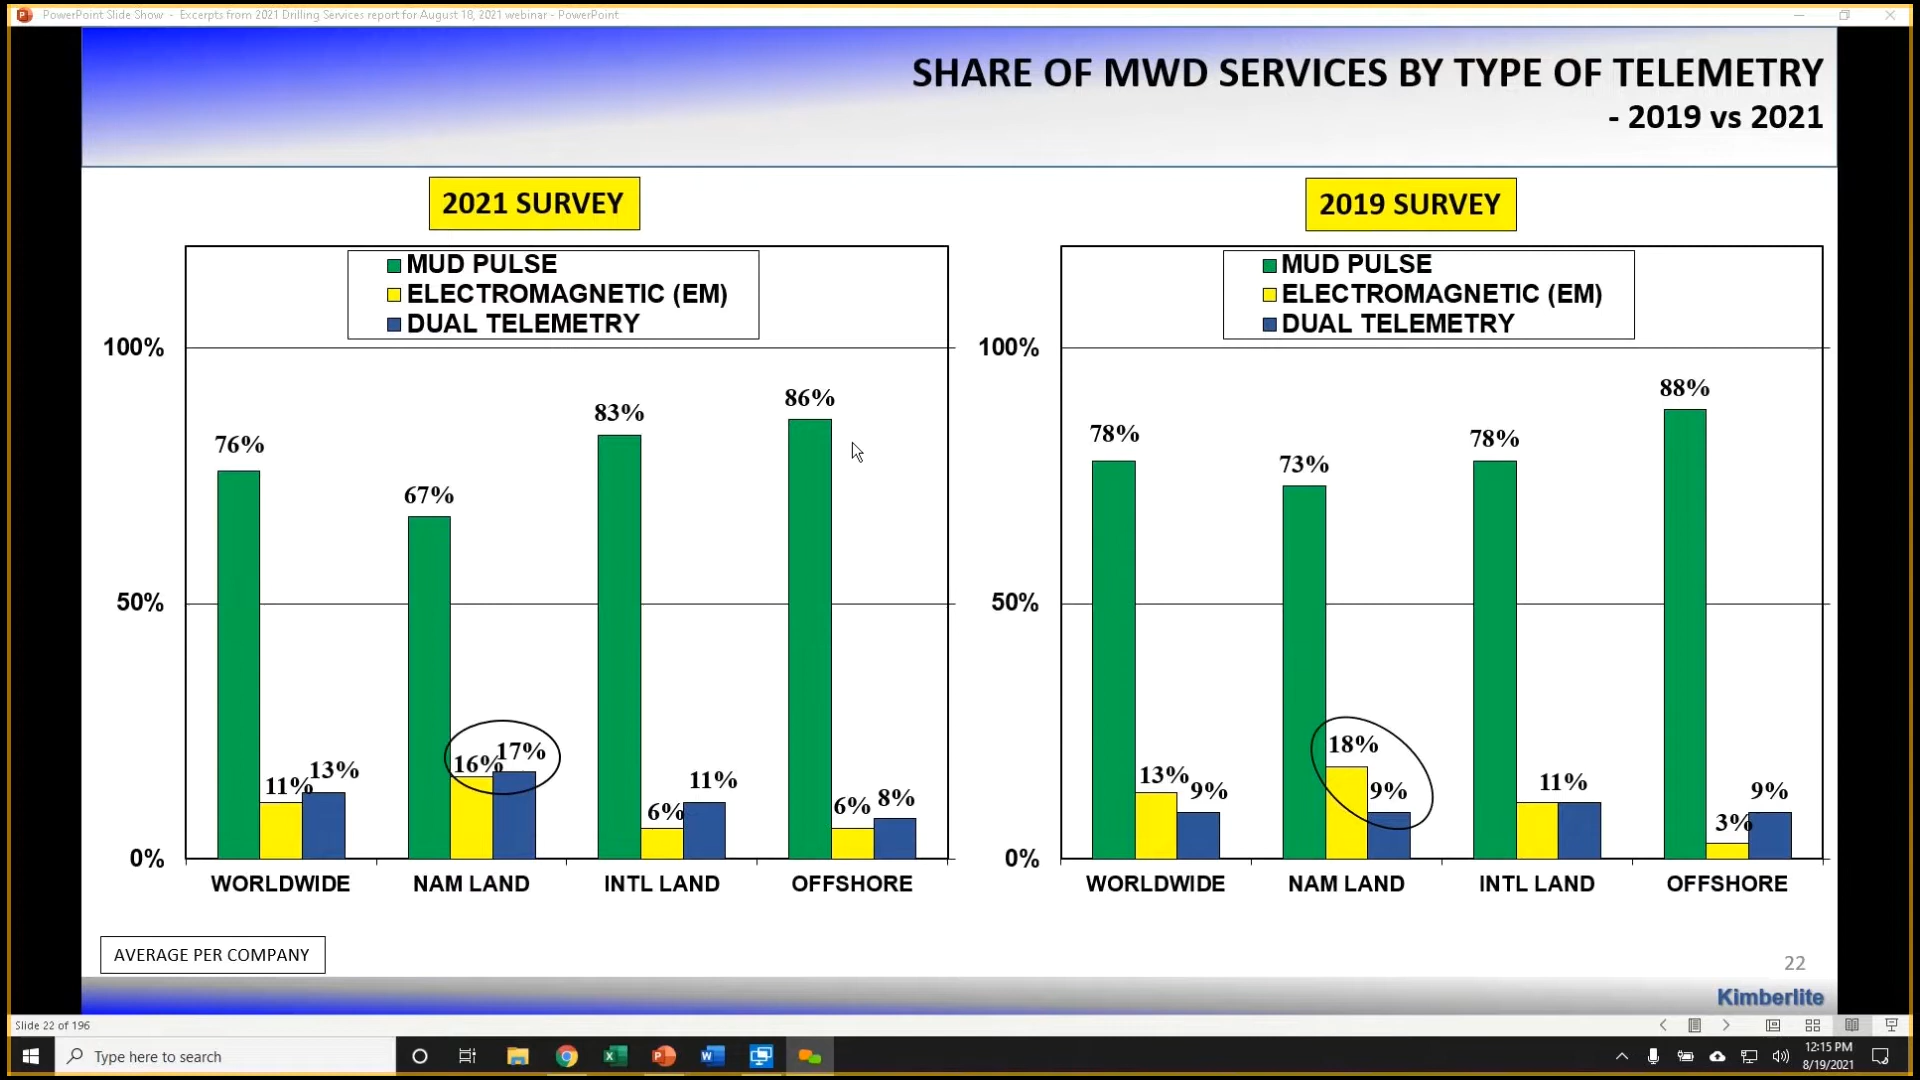 PowerPoint Slide Show - Excerpts from 2021 Drilling Services report for August 18, 2021 webinar - PowerPoint
SHARE OF MWD SERVICES BY TYPE OF TELEMETRY
- 2019 vs 2021
2021 SURVEY
MUD PULSE
ELECTROMAGNETIC (EM)
DUAL TELEMETRY
100%
50%
0%
76%
11%
13%
67%
16%
17%
83%
6%
11%
86%
6%
8%
WORLDWIDE
NAM LAND
INTL LAND
OFFSHORE
2019 SURVEY
MUD PULSE
ELECTROMAGNETIC (EM)
DUAL TELEMETRY
100%
50%
0%
78%
13%
9%
73%
18%
9%
78%
11%
88%
3%
9%
WORLDWIDE
NAM LAND
INTL LAND
OFFSHORE
AVERAGE PER COMPANY
22
Kimberlite
Slide 22 of 196
Type here to search
12:15 PM
8/19/2021